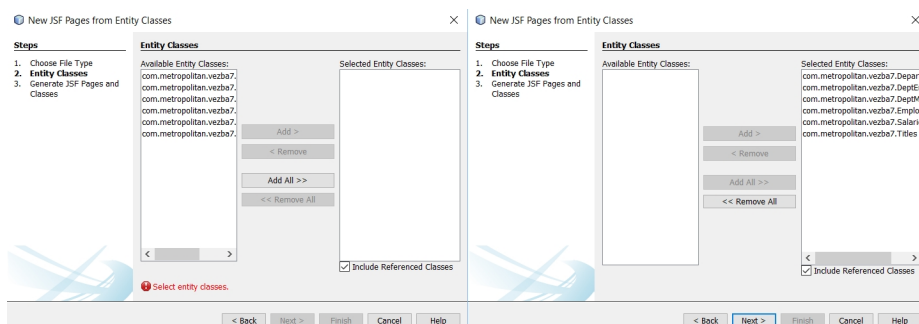 New JSF Pages from Entity Classes
Steps
1. Choose File Type
2. Entity Classes
3. Generate JSF Pages and
Classes
Entity Classes
Available Entity Classes:
com.metropolitan.vezba7.
com.metropolitan.vezba7.
com.metropolitan.vezba7.
com.metropolitan.vezba7.
com.metropolitan.vezba7.
com.metropolitan.vezba7.
Add >
< Remove
Add All >>
<< Remove All
Selected Entity Classes:
Include Referenced Classes
Select entity classes.
< Back
Next >
Finish
Cancel
Help
New JSF Pages from Entity Classes
Steps
1. Choose File Type
2. Entity Classes
3. Generate JSF Pages and
Classes
Entity Classes
Available Entity Classes:
Add >
< Remove
Add All >>
<< Remove All
Selected Entity Classes:
com.metropolitan.vezba7.Depar
com.metropolitan.vezba7.DeptE
com.metropolitan.vezba7.DeptM
com.metropolitan.vezba7.Emplo
com.metropolitan.vezba7.Salari
com.metropolitan.vezba7.Titles
Include Referenced Classes
< Back
Next >
Finish
Cancel
Help